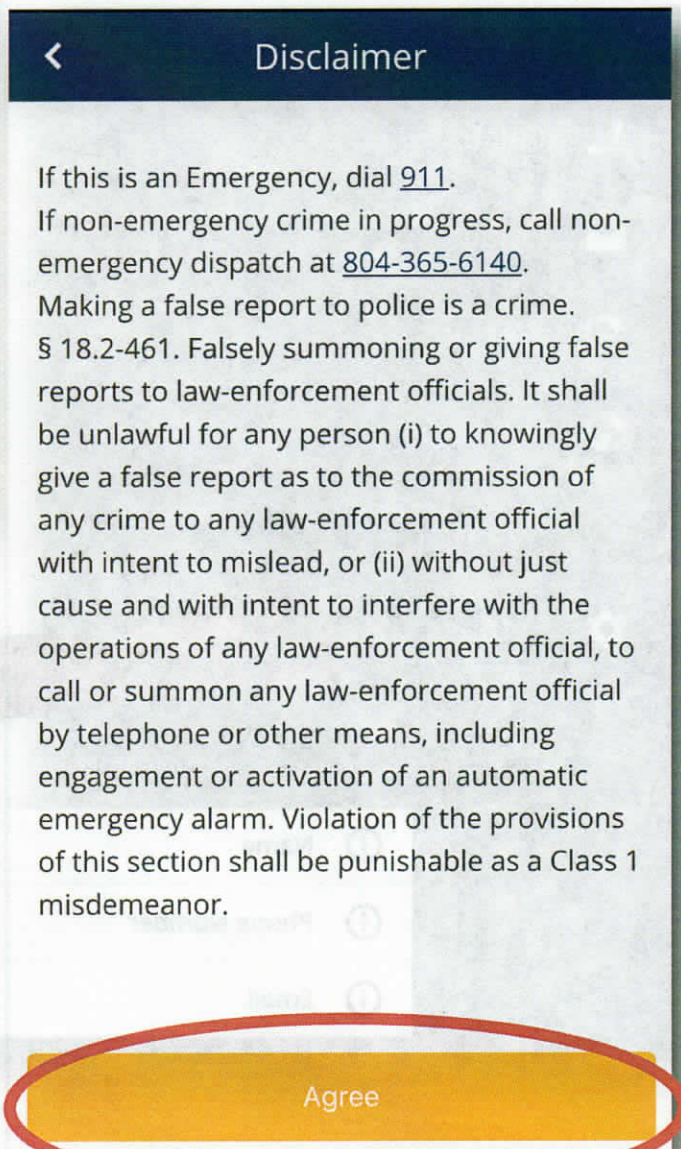 Disclaimer
If this is an Emergency, dial 911.
If non-emergency crime in progress, call non-
emergency dispatch at 804-365-6140.
Making a false report to police is a crime.
§ 18.2-461. Falsely summoning or giving false
reports to law-enforcement officials. It shall
be unlawful for any person (i) to knowingly
give a false report as to the commission of
any crime to any law-enforcement official
with intent to mislead, or (ii) without just
cause and with intent to interfere with the
operations of any law-enforcement official, to
call or summon any law-enforcement official
by telephone or other means, including
engagement or activation of an automatic
emergency alarm. Violation of the provisions
of this section shall be punishable as a Class 1
misdemeanor.
Name
Phone Number
Email
Agree